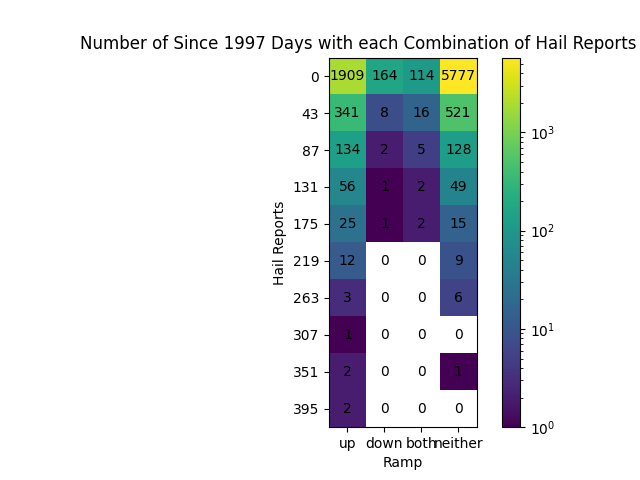 Number of Since 1997 Days with each Combination of Hail Reports
0 1909 164 114 5777
43 341 8 16 521
87 134 2 5 128
131 56 1 2 49
175 25 1 2 15
219 12 0 0 9
263 3 0 0 6
307 1 0 0 0
351 2 0 0 1
395 2 0 0 0
Hail Reports
up down both neither
Ramp
10³
10²
10¹
10⁰